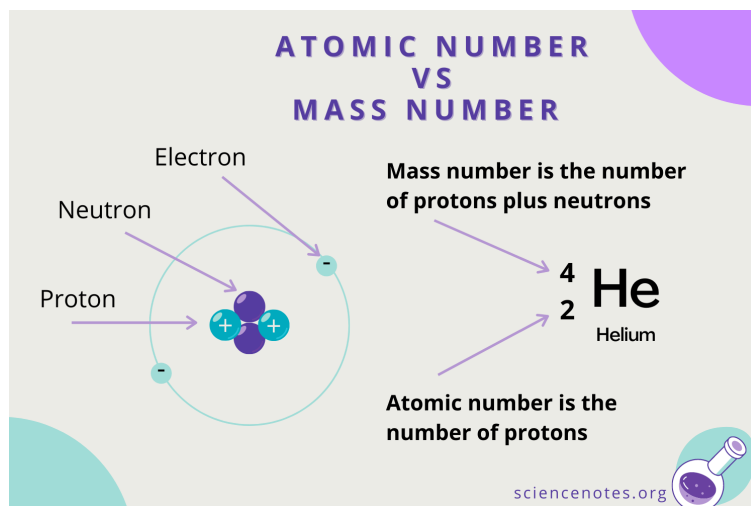 ATOMIC NUMBER
VS
MASS NUMBER
Electron
Neutron
Proton
-
+ +
-
Mass number is the number
of protons plus neutrons
4
2
He
Helium
Atomic number is the
number of protons
sciencenotes.org